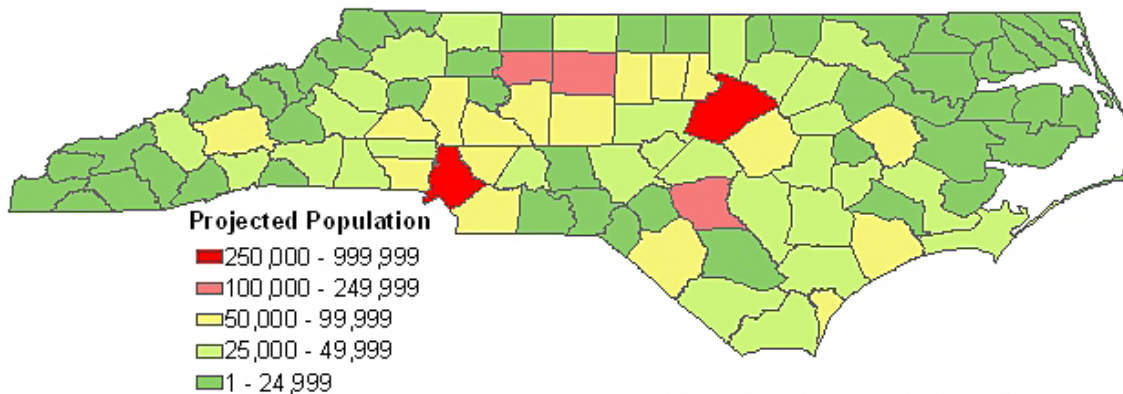 Projected Population
250,000 - 999,999
100,000 - 249,999
50,000 - 99,999
25,000 - 49,999
1 - 24,999